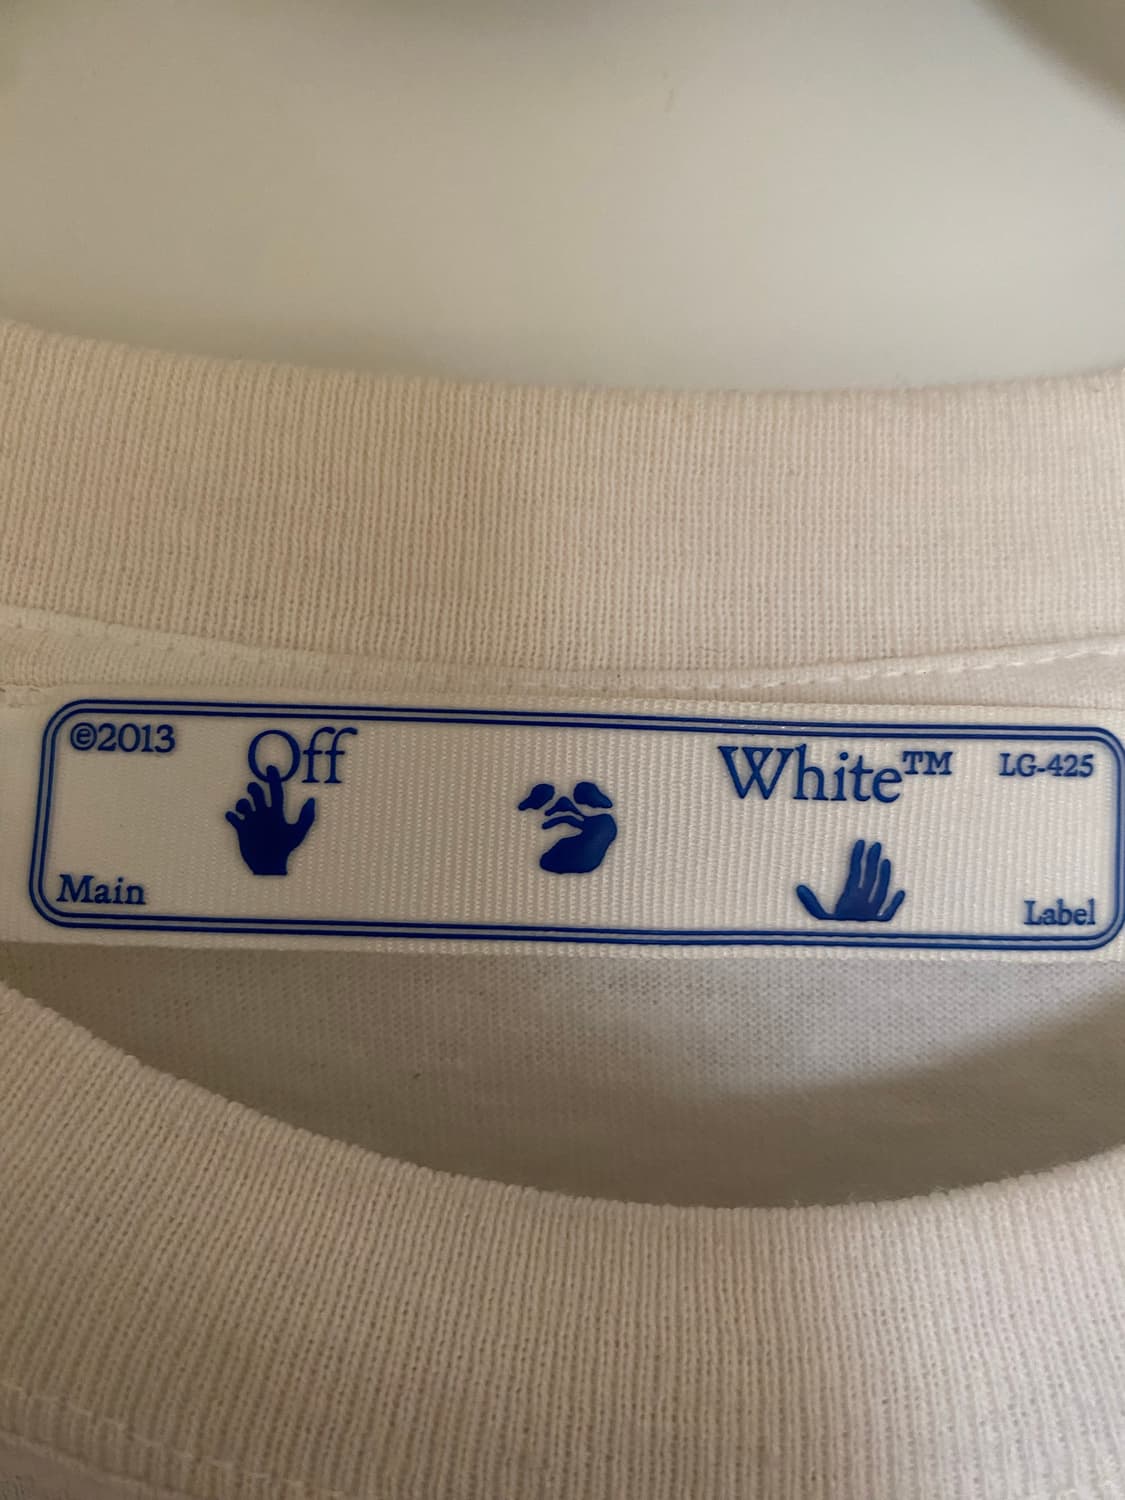 ©2013
Off
White™
LG-425
Main
Label